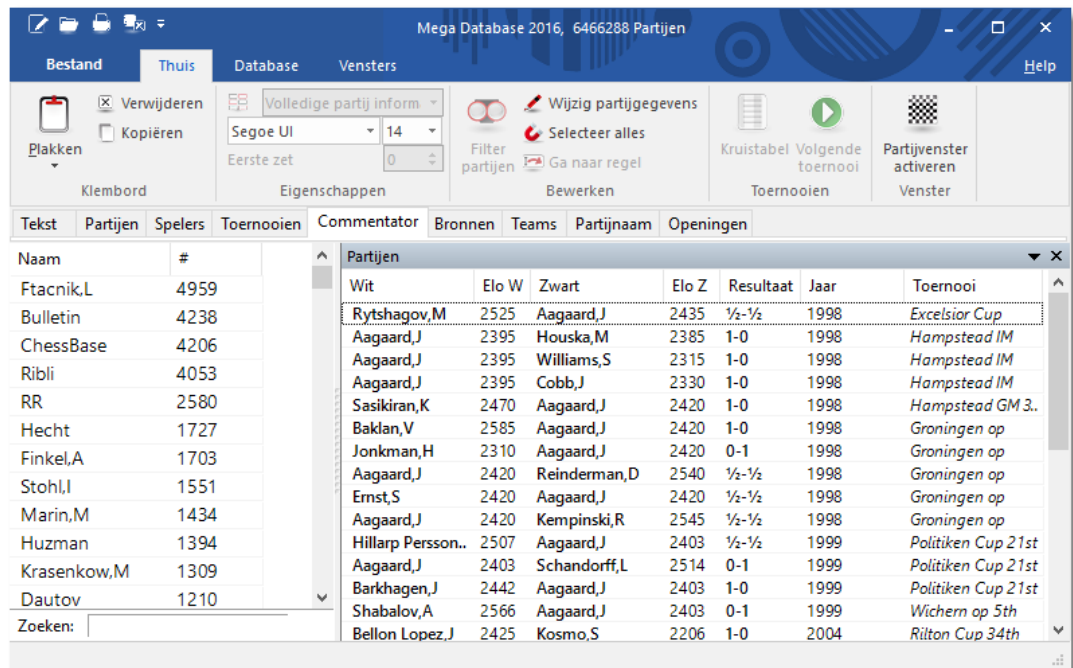 Mega Database 2016, 6466288 Partijen
Bestand Thuis Database Vensters Help
Plakken
Verwijderen
Kopiëren
Klembord
Volledige partij inform
Segoe UI 14
Eerste zet 0
Eigenschappen
Filter partijen
Wijzig partijgegevens
Selecteer alles
Ga naar regel
Bewerken
Kruistabel Volgende toernooi
Toernooien
Partijvenster activeren
Venster
Tekst Partijen Spelers Toernooien Commentator Bronnen Teams Partijnaam Openingen
Naam #
Ftacnik,L 4959
Bulletin 4238
ChessBase 4206
Ribli 4053
RR 2580
Hecht 1727
Finkel,A 1703
Stohl,I 1551
Marin,M 1434
Huzman 1394
Krasenkow,M 1309
Dautov 1210
Zoeken:
Partijen
Wit Elo W Zwart Elo Z Resultaat Jaar Toernooi
Rytshagov,M 2525 Aagaard,J 2435 ½-½ 1998 Excelsior Cup
Aagaard,J 2395 Houska,M 2385 1-0 1998 Hampstead IM
Aagaard,J 2395 Williams,S 2315 1-0 1998 Hampstead IM
Aagaard,J 2395 Cobb,J 2330 1-0 1998 Hampstead IM
Sasikiran,K 2470 Aagaard,J 2420 1-0 1998 Hampstead GM 3..
Baklan,V 2585 Aagaard,J 2420 1-0 1998 Groningen op
Jonkman,H 2310 Aagaard,J 2420 0-1 1998 Groningen op
Aagaard,J 2420 Reinderman,D 2540 ½-½ 1998 Groningen op
Ernst,S 2420 Aagaard,J 2420 ½-½ 1998 Groningen op
Aagaard,J 2420 Kempinski,R 2545 ½-½ 1998 Groningen op
Hillarp Persson.. 2507 Aagaard,J 2403 ½-½ 1999 Politiken Cup 21st
Aagaard,J 2403 Schandorff,L 2514 0-1 1999 Politiken Cup 21st
Barkhagen,J 2442 Aagaard,J 2403 1-0 1999 Politiken Cup 21st
Shabalov,A 2566 Aagaard,J 2403 0-1 1999 Wichern op 5th
Bellon Lopez,J 2425 Kosmo,S 2206 1-0 2004 Rilton Cup 34th